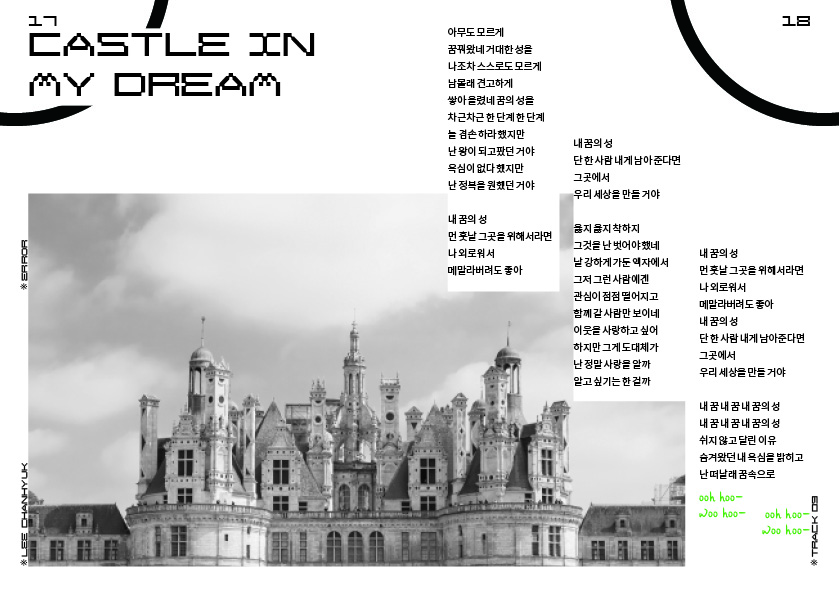 17
CASTLE IN
MY DREAM
18
아무도 모르게
꿈꿔왔네 거대한 성을
나조차 스스로도 모르게
남몰래 견고하게
쌓아 올렸네 꿈의 성을
차근차근 한 단계 한 단계
늘 겸손 하라 했지만
난 왕이 되고팠던 거야
욕심이 없다 했지만
난 정복을 원했던 거야
내 꿈의 성
먼 훗날 그곳을 위해서라면
나 외로워서
메말라버려도 좋아
내 꿈의 성
단 한 사람 내게 남아 준다면
그곳에서
우리 세상을 만들 거야
옳지 옳지 착하지
그것을 난 벗어야 했네
날 강하게 가둔 액자에서
그저 그런 사람에겐
관심이 점점 떨어지고
함께 갈 사람만 보이네
이웃을 사랑하고 싶어
하지만 그게 도대체가
난 정말 사랑을 알까
알고 싶기는 한 걸까
내 꿈의 성
먼 훗날 그곳을 위해서라면
나 외로워서
메말라버려도 좋아
내 꿈의 성
단 한 사람 내게 남아준다면
그곳에서
우리 세상을 만들 거야
내 꿈 내 꿈 내 꿈의 성
내 꿈 내 꿈 내 꿈의 성
쉬지 않고 달린 이유
숨겨왔던 내 욕심을 밝히고
난 떠날래 꿈속으로
ooh hoo~
woo hoo~
ooh hoo~
woo hoo~
※ERROR
※LEE CHANHYUK
※TRACK 09